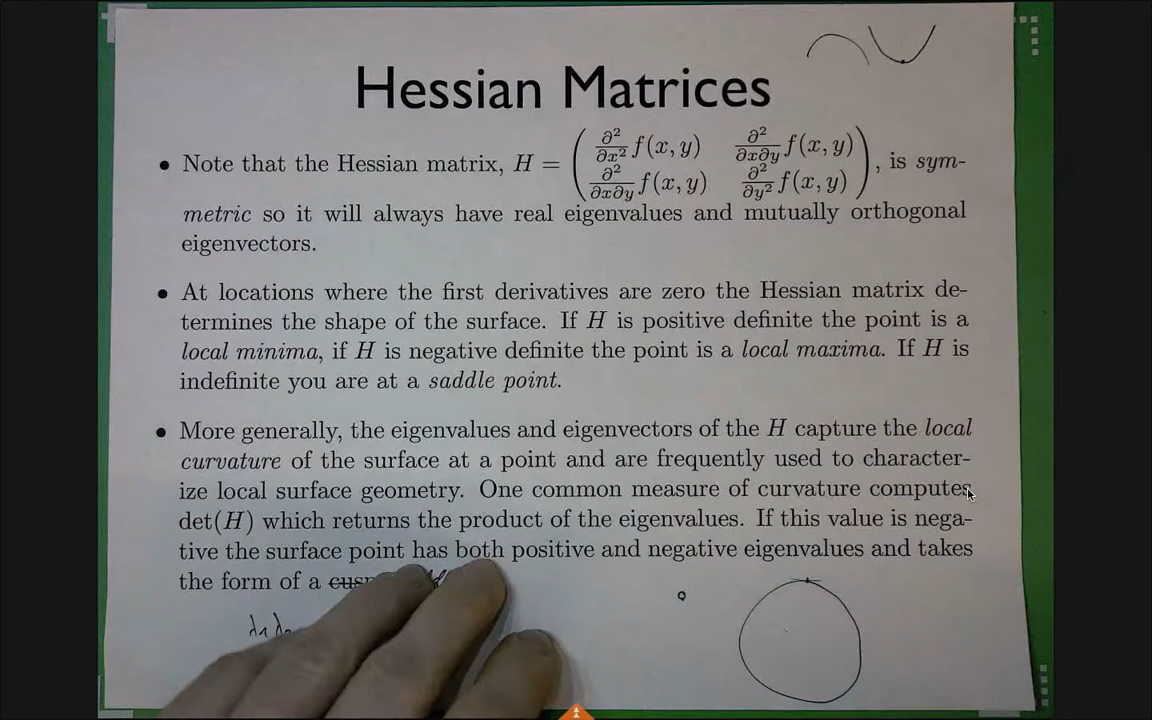 Hessian Matrices
• Note that the Hessian matrix, H = ( ∂²/∂x² f(x, y) ∂²/∂x∂y f(x, y) ; ∂²/∂x∂y f(x, y) ∂²/∂y² f(x, y) ), is sym-
metric so it will always have real eigenvalues and mutually orthogonal
eigenvectors.
• At locations where the first derivatives are zero the Hessian matrix de-
termines the shape of the surface. If H is positive definite the point is a
local minima, if H is negative definite the point is a local maxima. If H is
indefinite you are at a saddle point.
• More generally, the eigenvalues and eigenvectors of the H capture the local
curvature of the surface at a point and are frequently used to character-
ize local surface geometry. One common measure of curvature computes
det(H) which returns the product of the eigenvalues. If this value is nega-
tive the surface point has both positive and negative eigenvalues and takes
the form of a
λ₁ λ₂